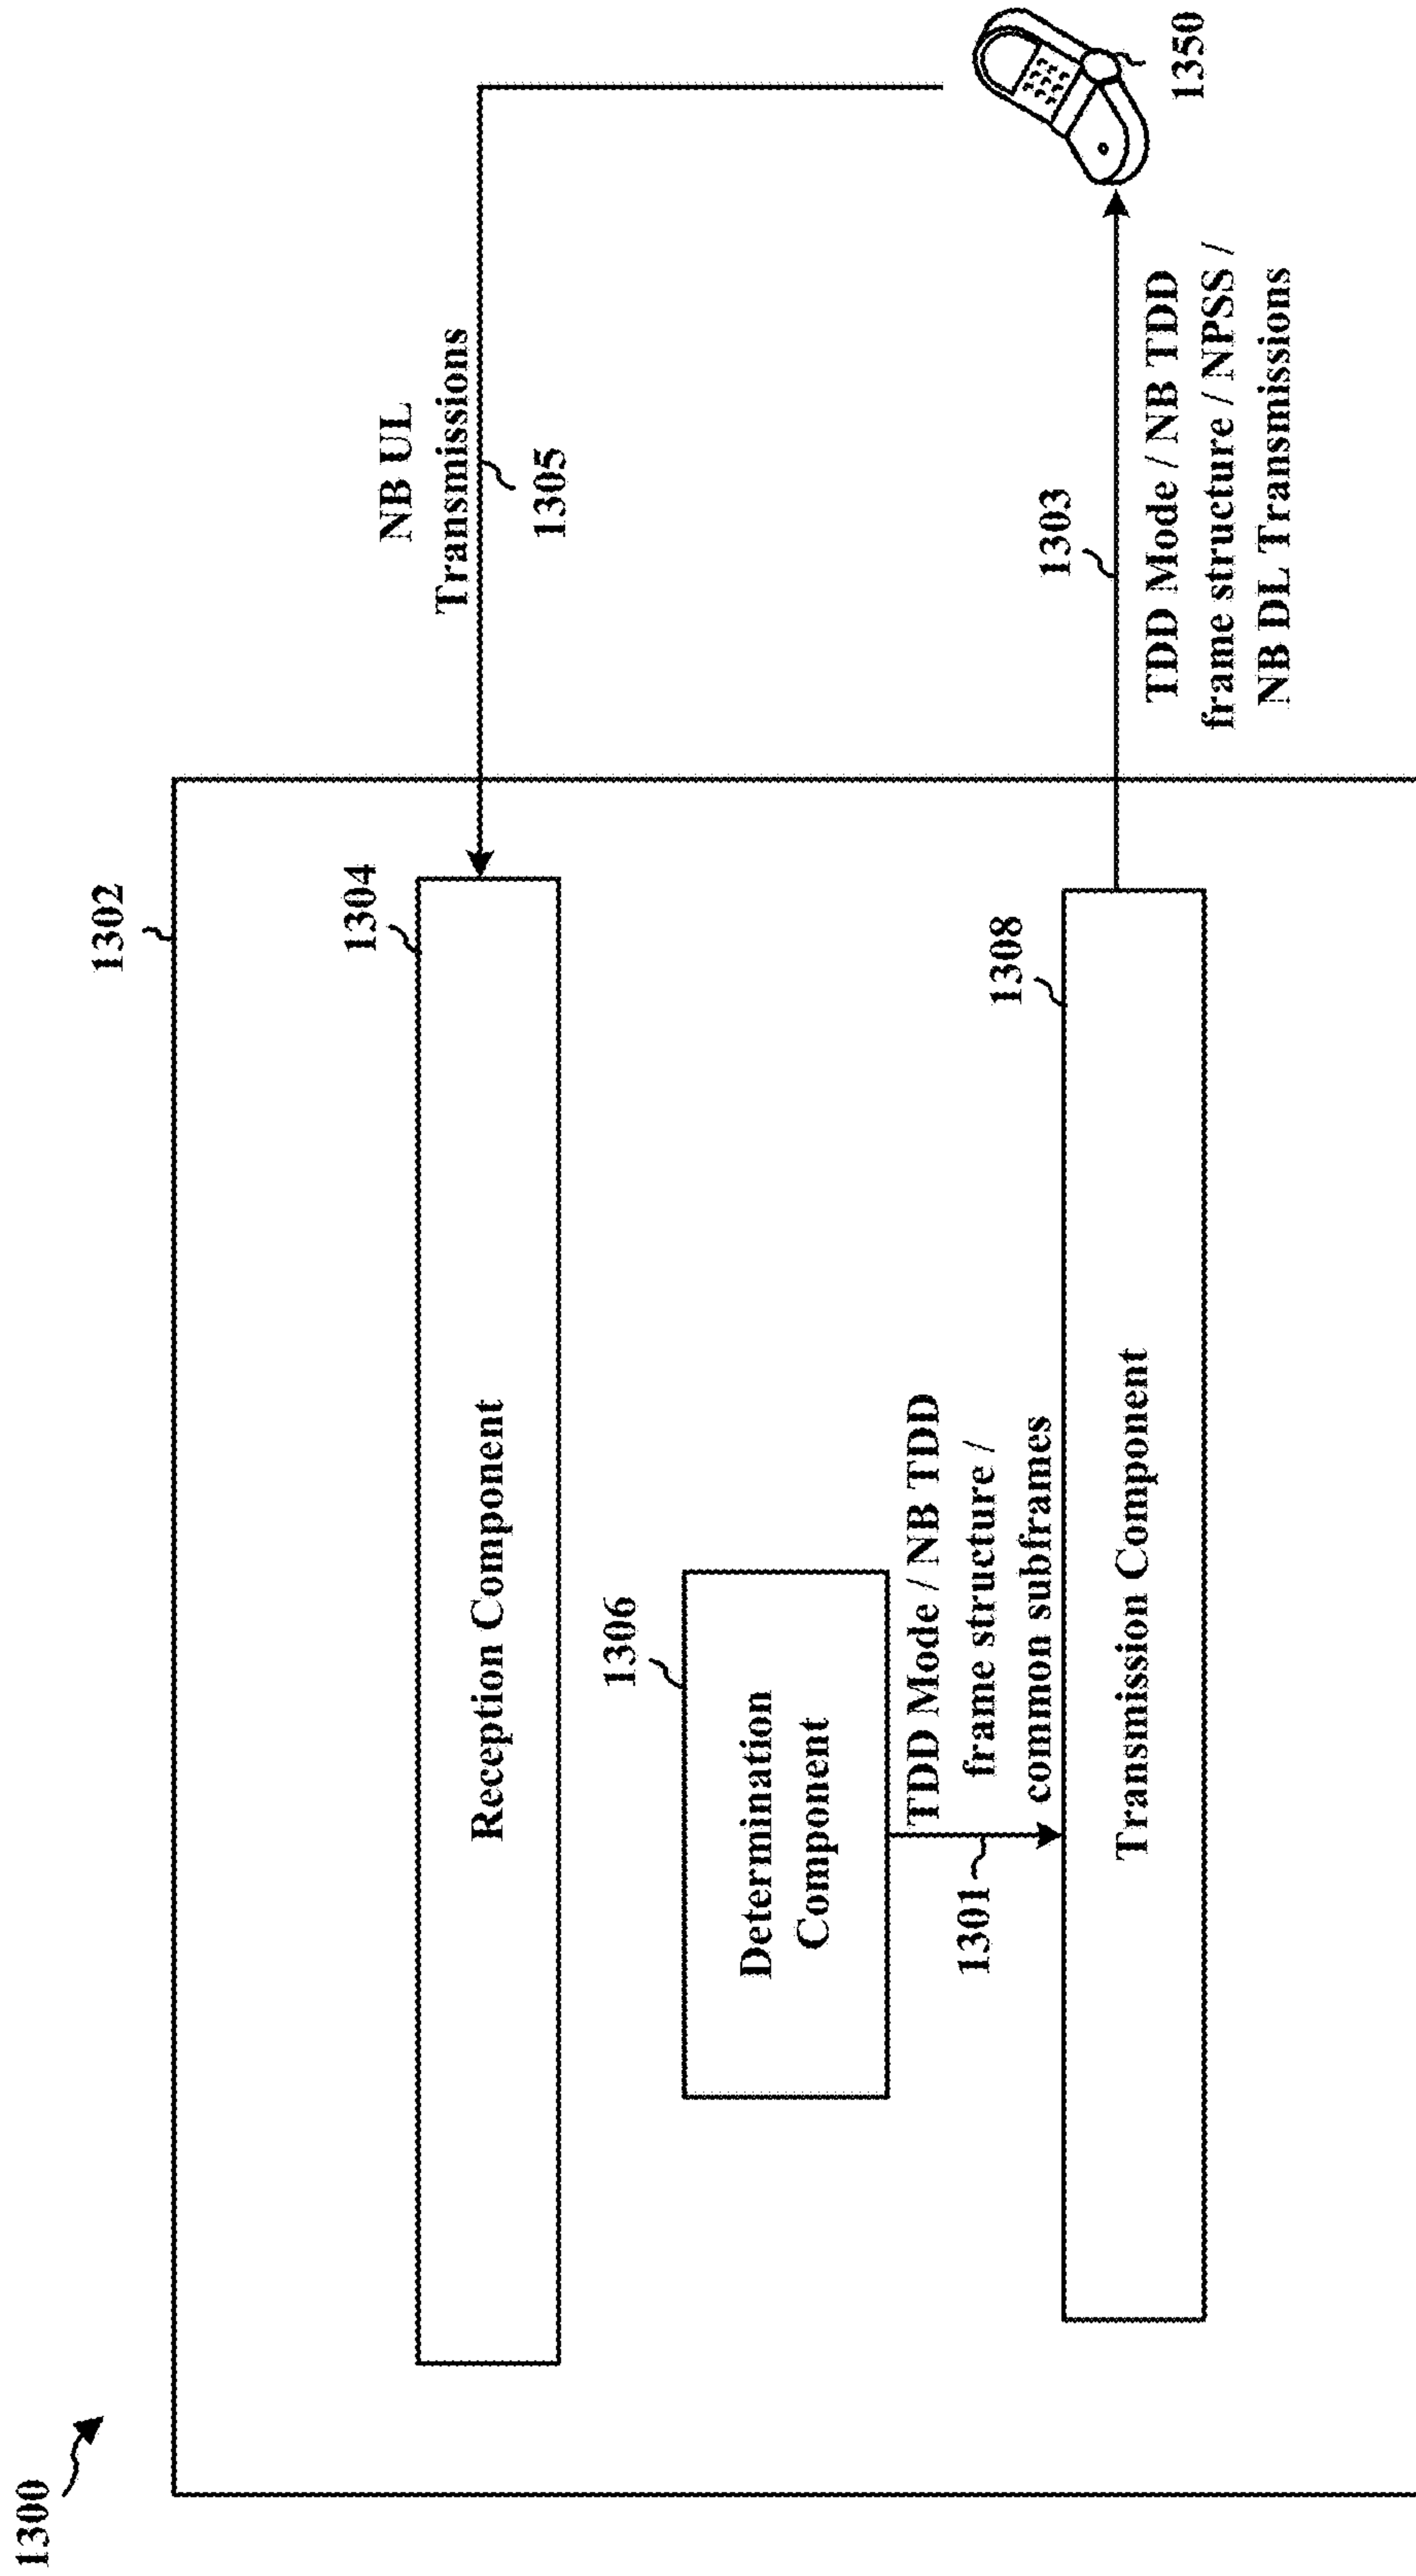 1300
1302
1304
Reception Component
NB UL
Transmissions
1305
1306
Determination
Component
1301
TDD Mode / NB TDD
frame structure /
common subframes
1308
Transmission Component
1303
TDD Mode / NB TDD
frame structure / NPSS /
NB DL Transmissions
1350